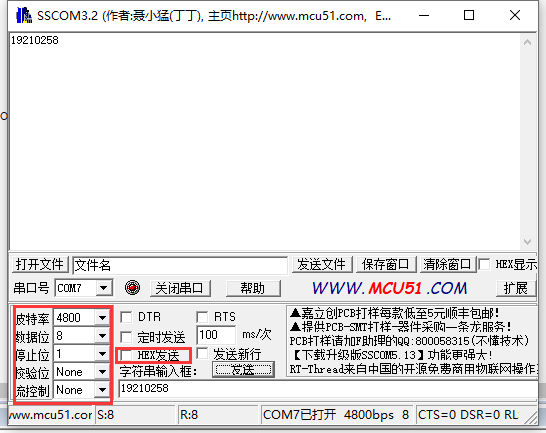 SSCOM3.2 (作者:聂小猛(丁丁), 主页http://www.mcu51.com, E...
19210258
打开文件 文件名 发送文件 保存窗口 清除窗口 HEX显示
串口号 COM7 关闭串口 帮助 WWW.MCU51.COM 扩展
波特率 4800 DTR RTS
数据位 8 定时发送 100 ms/次
停止位 1 HEX发送 发送新行
校验位 None 字符串输入框: 发送
流控制 None 19210258
▲嘉立创PCB打样每款低至5元顺丰包邮!
▲提供PCB-SMT打样-器件采购一条龙服务!
PCB打样请加F助理的QQ:800058315(不懂技术)
【下载升级版SSCOM5.13】功能更强大!
RT-Thread来自中国的开源免费商用物联网操作
www.mcu51.cor S:8 R:8 COM7已打开 4800bps 8 CTS=0 DSR=0 RL